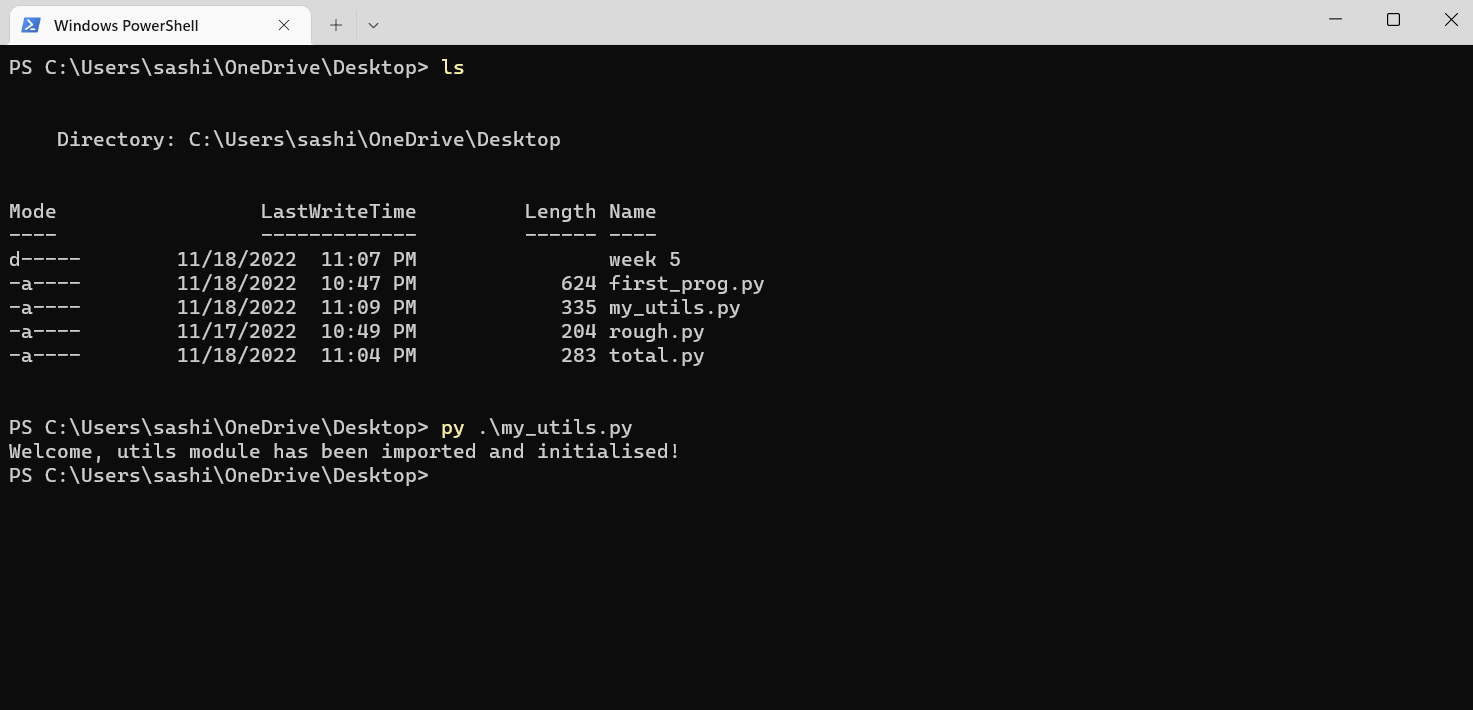 Windows PowerShell
PS C:\Users\sashi\OneDrive\Desktop> ls
    Directory: C:\Users\sashi\OneDrive\Desktop
Mode                 LastWriteTime         Length Name
----                 -------------         ------ ----
d-----        11/18/2022  11:07 PM                week 5
-a----        11/18/2022  10:47 PM            624 first_prog.py
-a----        11/18/2022  11:09 PM            335 my_utils.py
-a----        11/17/2022  10:49 PM            204 rough.py
-a----        11/18/2022  11:04 PM            283 total.py
PS C:\Users\sashi\OneDrive\Desktop> py .\my_utils.py
Welcome, utils module has been imported and initialised!
PS C:\Users\sashi\OneDrive\Desktop>